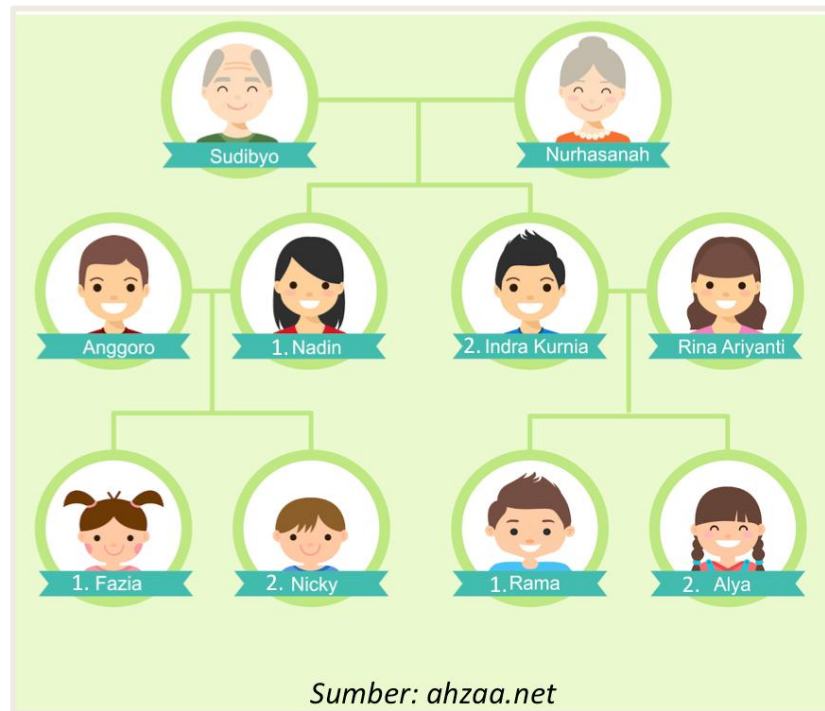 Sudibyo
Nurhasanah
Anggoro
1. Nadin
2. Indra Kurnia
Rina Ariyanti
1. Fazia
2. Nicky
1. Rama
2. Alya
Sumber: ahzaa.net